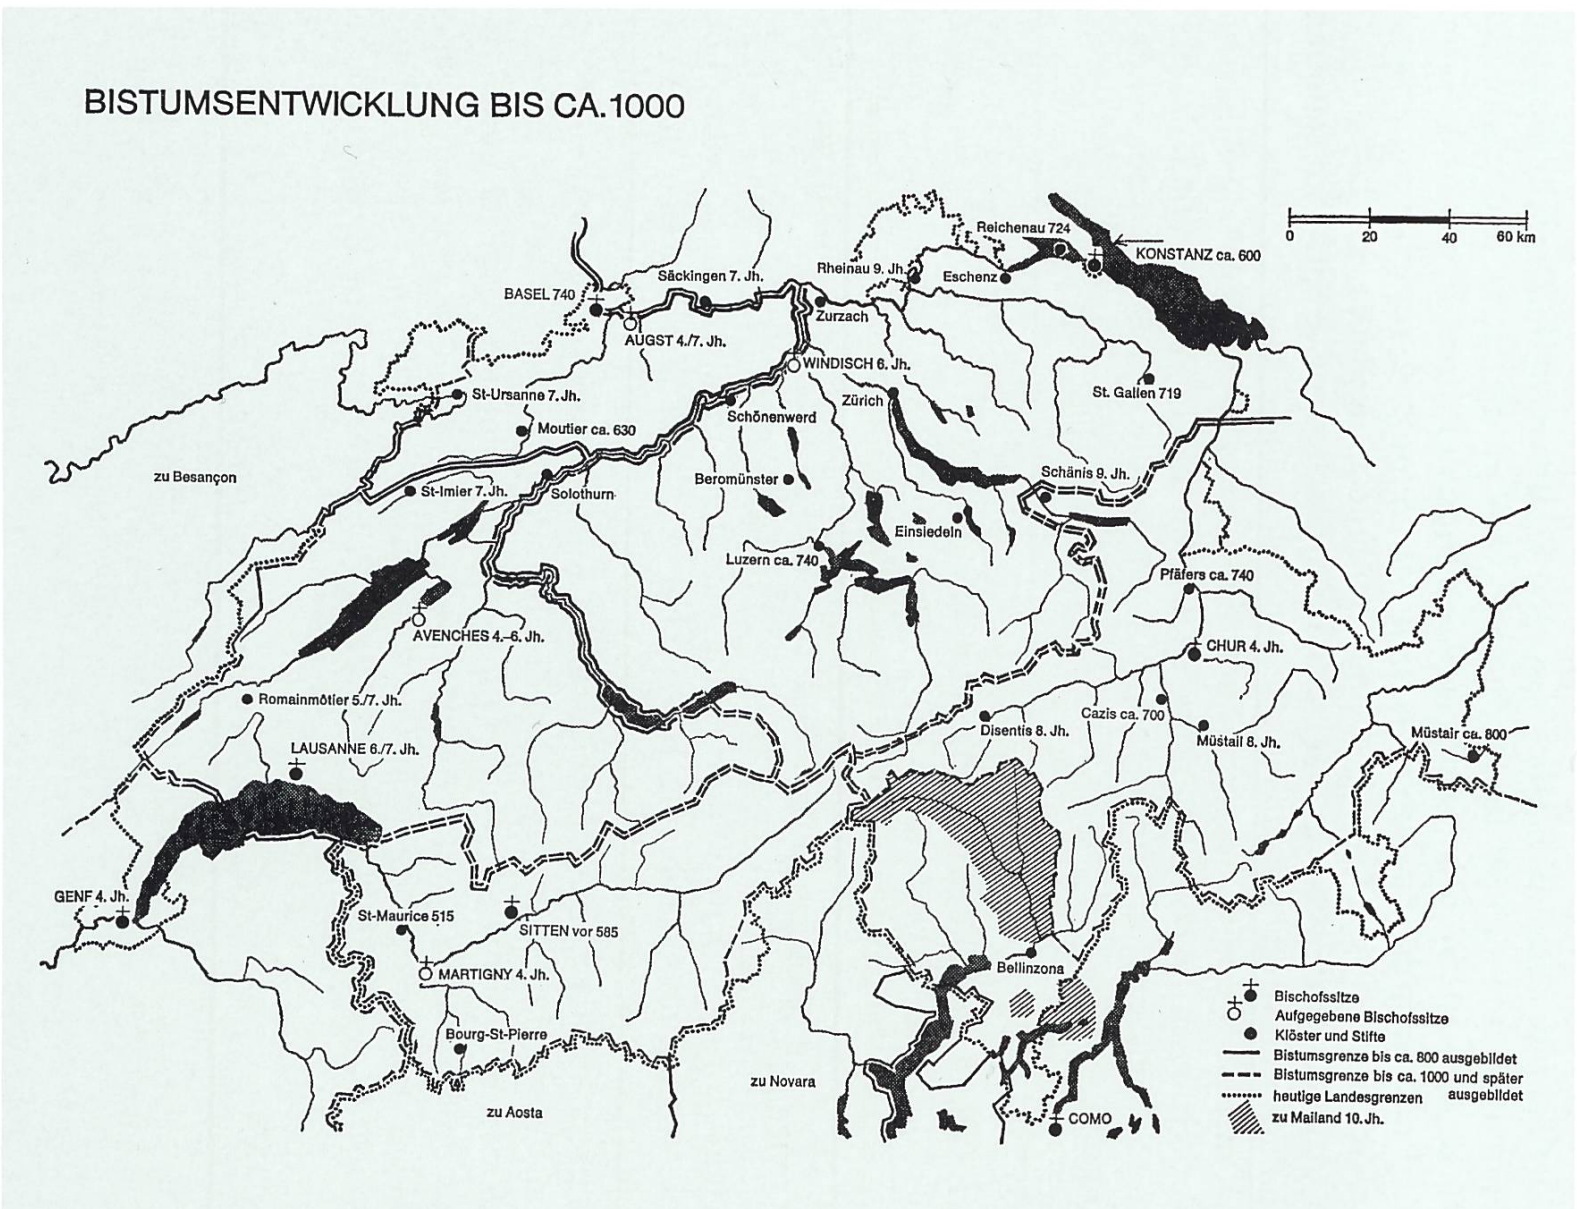 BISTUMSENTWICKLUNG BIS CA.1000
0 20 40 60 km
Reichenau 724
KONSTANZ ca. 600
Rheinau 9. Jh.
Eschenz
Säckingen 7. Jh.
BASEL 740
Zurzach
AUGST 4./7. Jh.
WINDISCH 6. Jh.
St-Ursanne 7. Jh.
Zürich
St. Gallen 719
Schönenwerd
Moutier ca. 630
zu Besançon
Schänis 9. Jh.
Beromünster
St-Imier 7. Jh.
Solothurn
Einsiedeln
Luzern ca. 740
Pfäfers ca. 740
AVENCHES 4.–6. Jh.
CHUR 4. Jh.
Romainmôtier 5./7. Jh.
Cazis ca. 700
Disentis 8. Jh.
Müstail 8. Jh.
Müstair ca. 800
LAUSANNE 6./7. Jh.
GENF 4. Jh.
St-Maurice 515
SITTEN vor 585
MARTIGNY 4. Jh.
Bellinzona
Bourg-St-Pierre
zu Novara
zu Aosta
COMO
Bischofssitze
Aufgegebene Bischofssitze
Klöster und Stifte
Bistumsgrenze bis ca. 800 ausgebildet
Bistumsgrenze bis ca. 1000 und später
ausgebildet
heutige Landesgrenzen
zu Mailand 10. Jh.